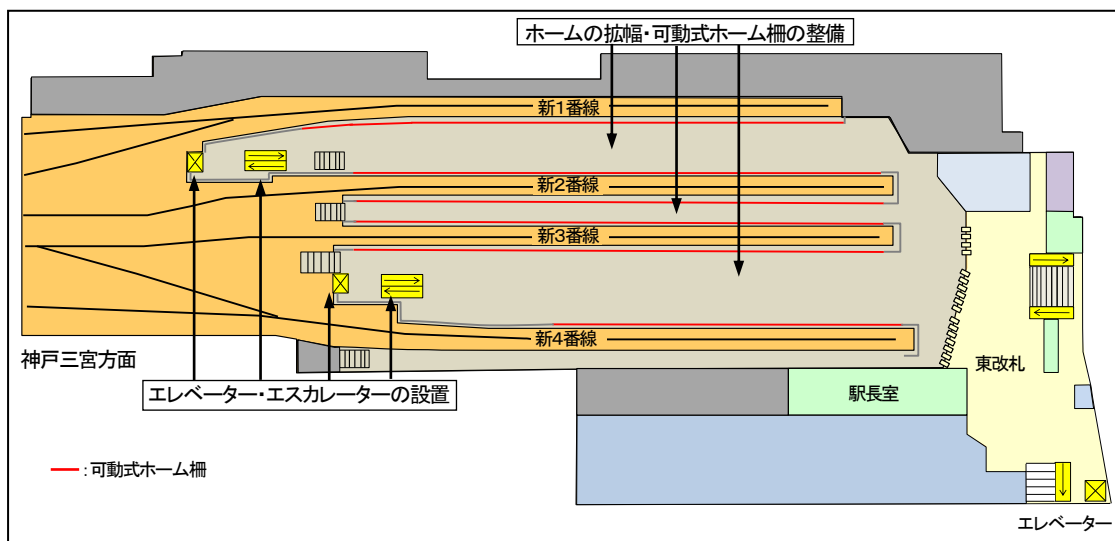 ホームの拡幅・可動式ホーム柵の整備
新1番線
新2番線
新3番線
新4番線
神戸三宮方面
東改札
エレベーター・エスカレーターの設置
駅長室
:可動式ホーム柵
エレベーター